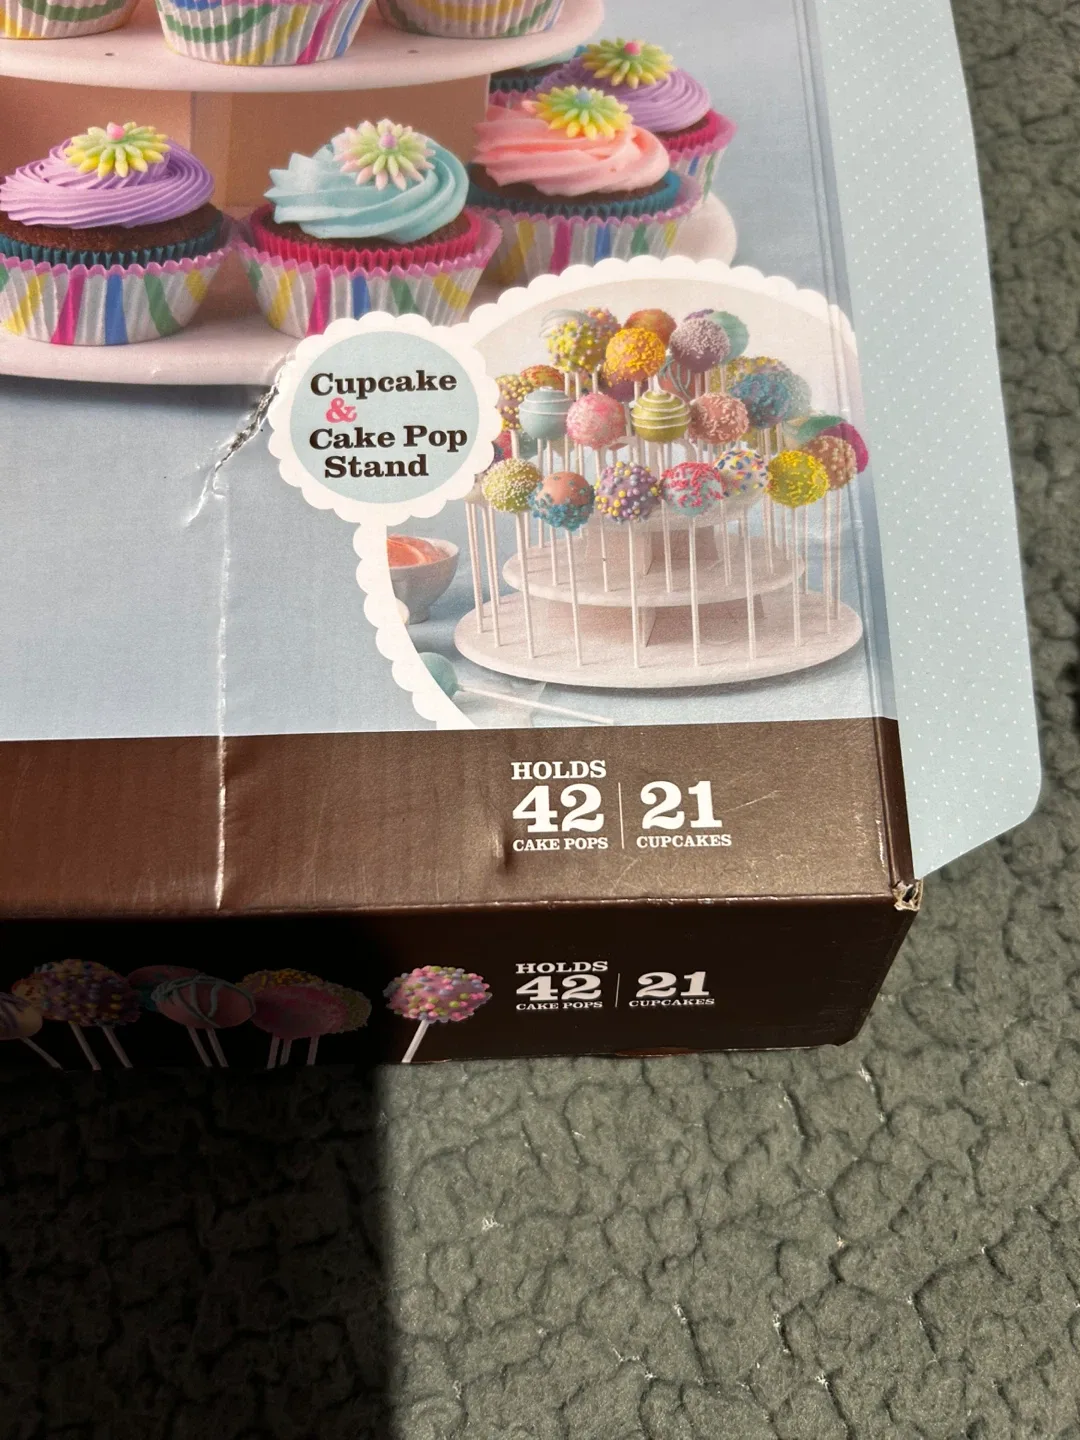 Cupcake
&
Cake Pop
Stand
HOLDS
42
CAKE POPS
21
CUPCAKES
HOLDS
42
CAKE POPS
21
CUPCAKES